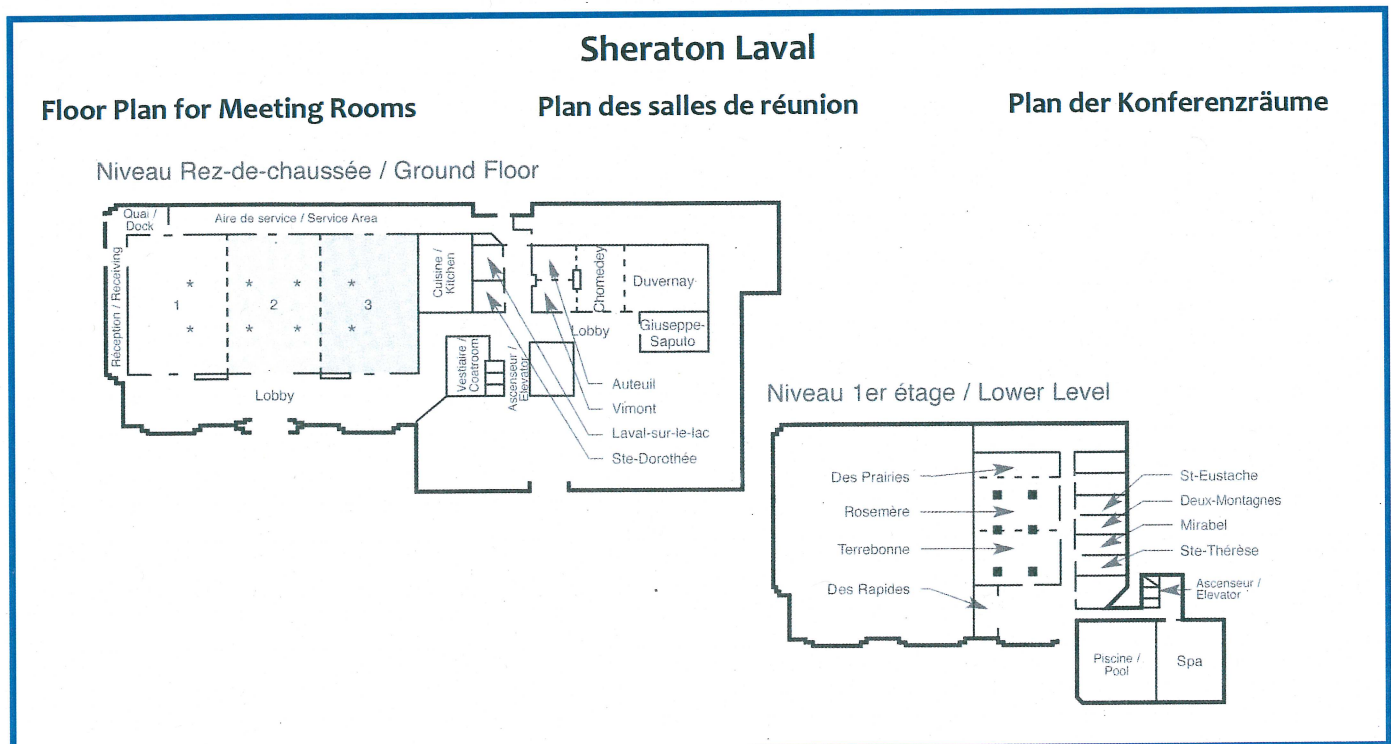 Sheraton Laval
Floor Plan for Meeting Rooms
Plan des salles de réunion
Plan der Konferenzräume
Niveau Rez-de-chaussée / Ground Floor
Quai /
Dock
Aire de service / Service Area
Réception / Receiving
1
*
*
2
*
*
*
*
3
*
*
Lobby
Cuisine /
Kitchen
Vestiaire /
Coatroom
Ascenseur /
Elevator
Chomedey
Duvernay
Lobby
Giuseppe-
Saputo
Auteuil
Vimont
Laval-sur-le-lac
Ste-Dorothée
Niveau 1er étage / Lower Level
Des Prairies
Rosemère
Terrebonne
Des Rapides
St-Eustache
Deux-Montagnes
Mirabel
Ste-Thérèse
Ascenseur /
Elevator
Piscine /
Pool
Spa